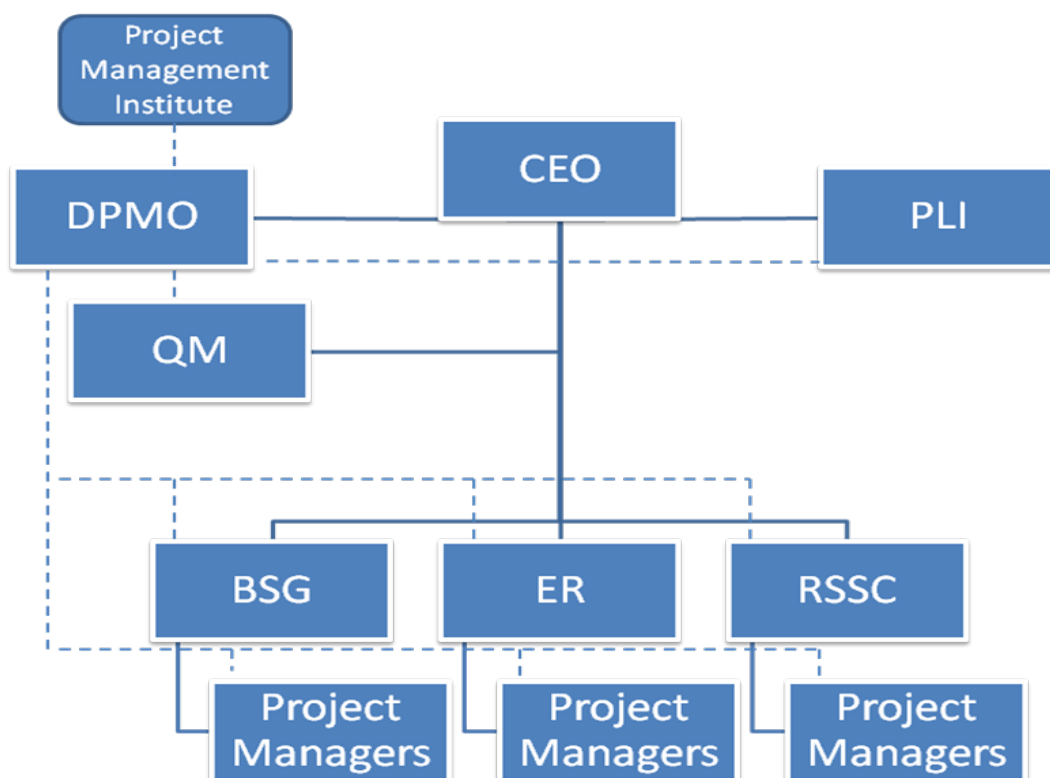 Project
Management
Institute
CEO
DPMO
PLI
QM
BSG
ER
RSSC
Project
Managers
Project
Managers
Project
Managers